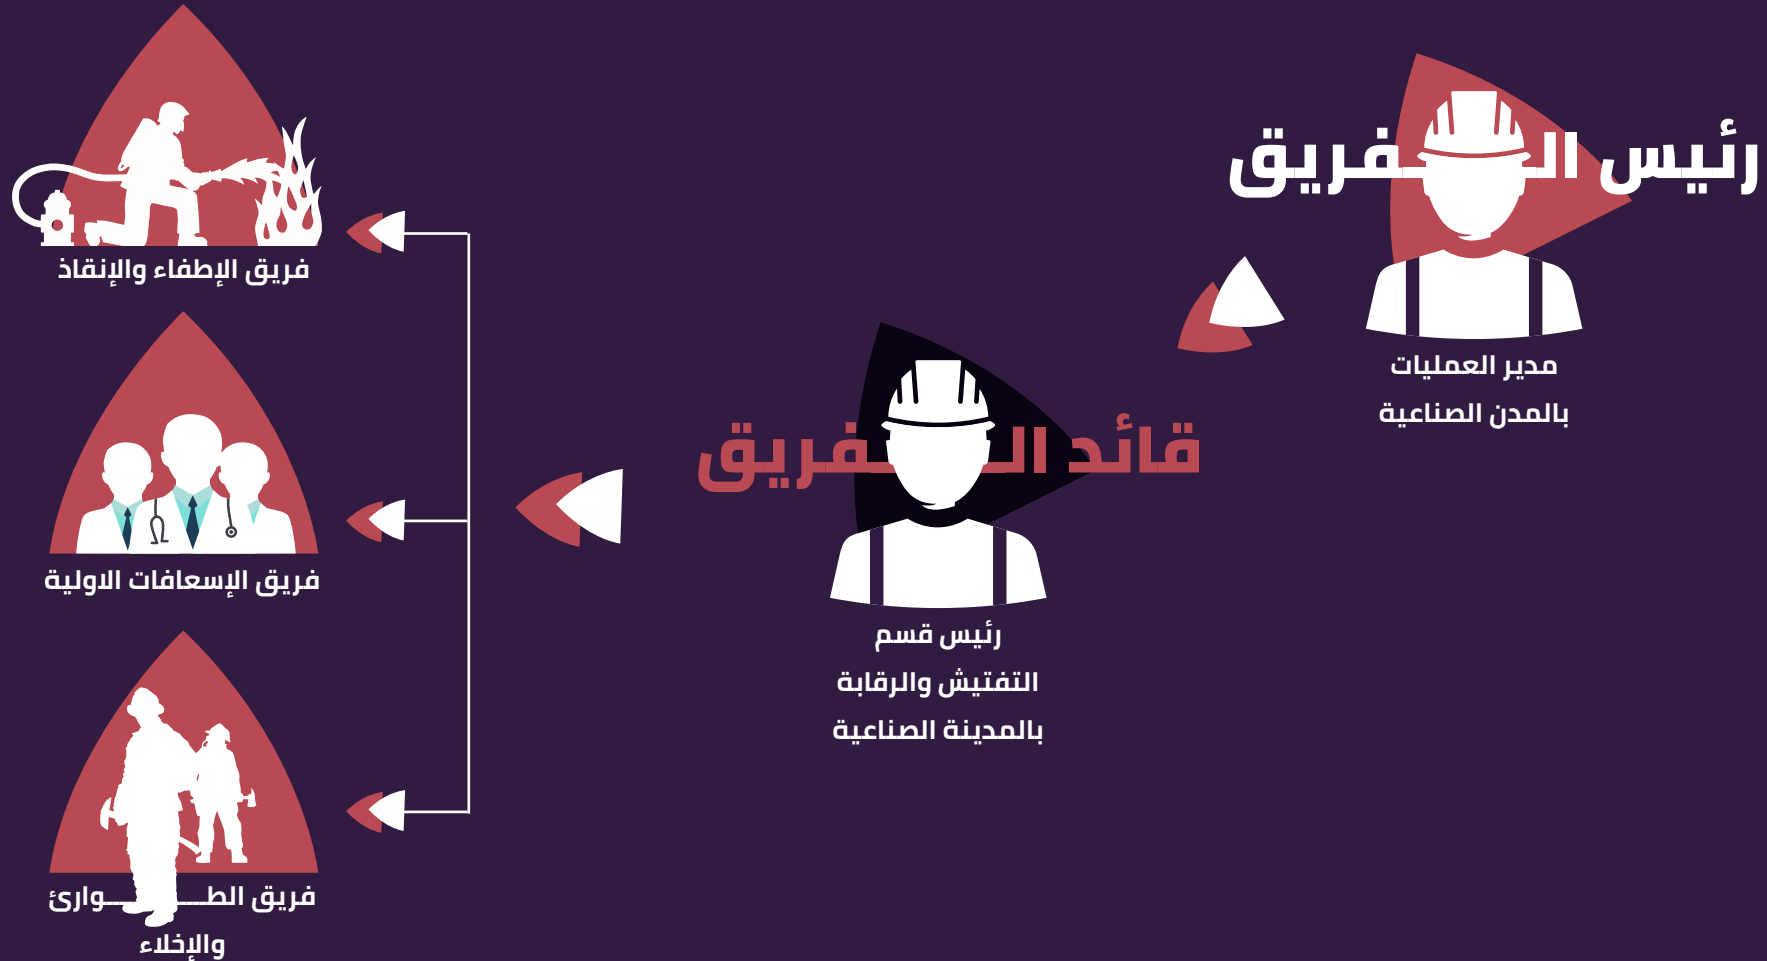 رئيس الفريق
مدير العمليات
بالمدن الصناعية
قائد الفريق
رئيس قسم
التفتيش والرقابة
بالمدينة الصناعية
فريق الإطفاء والإنقاذ
فريق الإسعافات الاولية
فريق الطـــــــوارئ
والإخلاء